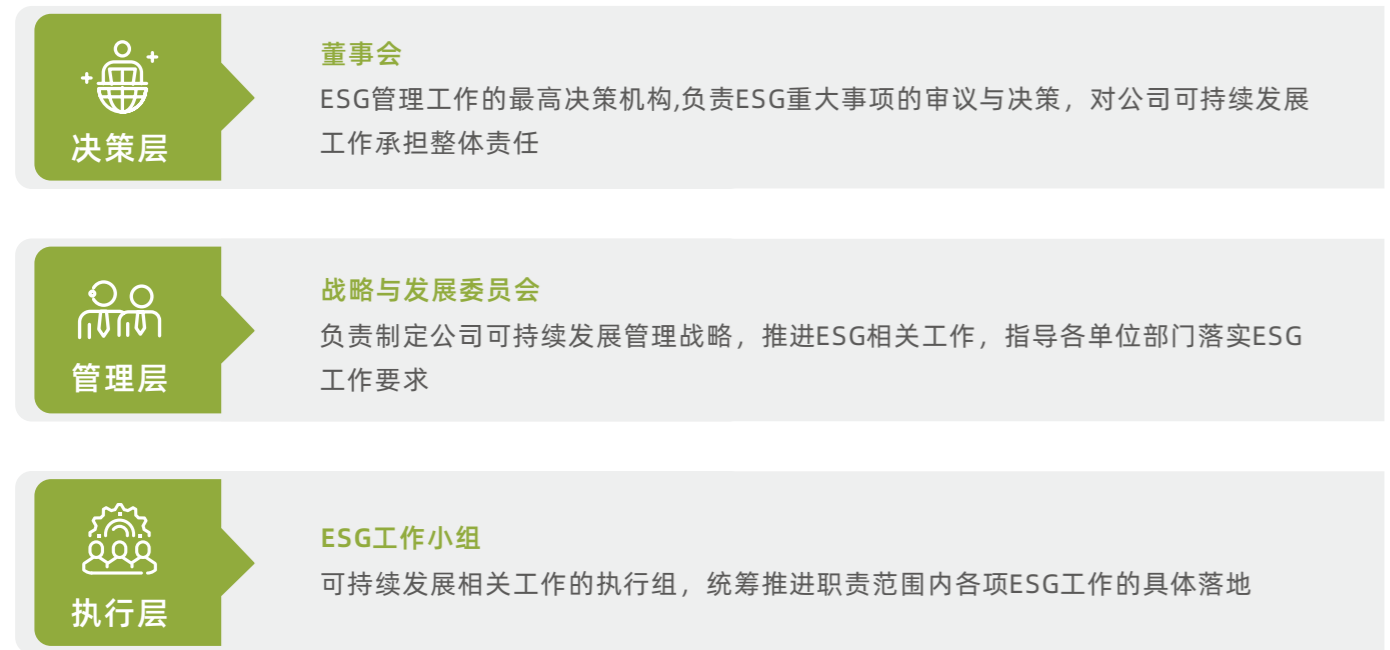 决策层
董事会
ESG管理工作的最高决策机构,负责ESG重大事项的审议与决策，对公司可持续发展
工作承担整体责任
管理层
战略与发展委员会
负责制定公司可持续发展管理战略，推进ESG相关工作，指导各单位部门落实ESG
工作要求
执行层
ESG工作小组
可持续发展相关工作的执行组，统筹推进职责范围内各项ESG工作的具体落地